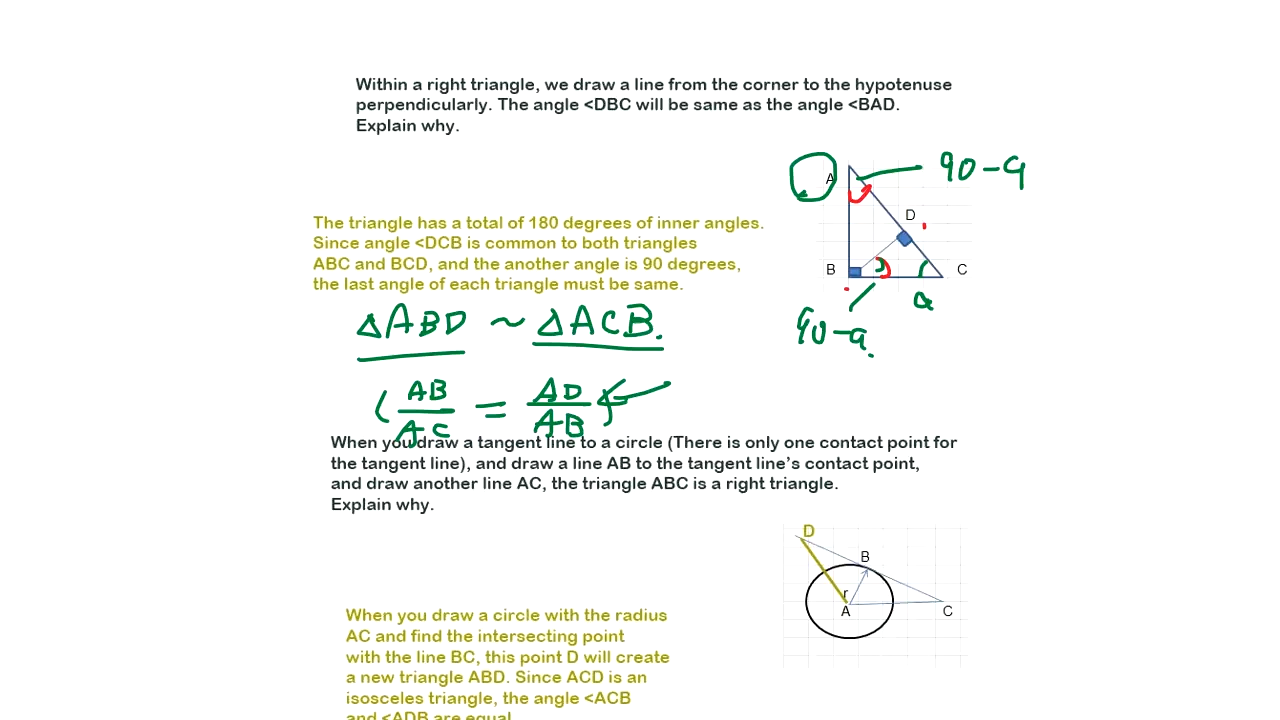 Within a right triangle, we draw a line from the corner to the hypotenuse
perpendicularly. The angle <DBC will be same as the angle <BAD.
Explain why.
A
90-a
D
B
C
a
90-a.
The triangle has a total of 180 degrees of inner angles.
Since angle <DCB is common to both triangles
ABC and BCD, and the another angle is 90 degrees,
the last angle of each triangle must be same.
△ABD ~ △ACB.
(AB/AC = AD/AB)
When you draw a tangent line to a circle (There is only one contact point for
the tangent line), and draw a line AB to the tangent line's contact point,
and draw another line AC, the triangle ABC is a right triangle.
Explain why.
D
B
r
A
C
When you draw a circle with the radius
AC and find the intersecting point
with the line BC, this point D will create
a new triangle ABD. Since ACD is an
isosceles triangle, the angle <ACB
and <ADB are equal